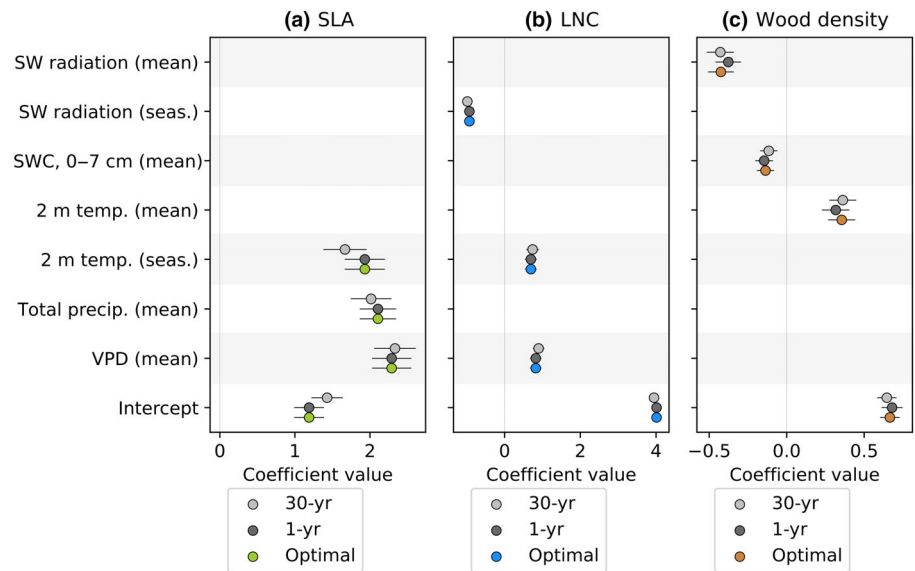 (a) SLA (b) LNC (c) Wood density
SW radiation (mean)
SW radiation (seas.)
SWC, 0–7 cm (mean)
2 m temp. (mean)
2 m temp. (seas.)
Total precip. (mean)
VPD (mean)
Intercept
0 1 2 0 2 4 −0.5 0.0 0.5
Coefficient value Coefficient value Coefficient value
30-yr 30-yr 30-yr
1-yr 1-yr 1-yr
Optimal Optimal Optimal